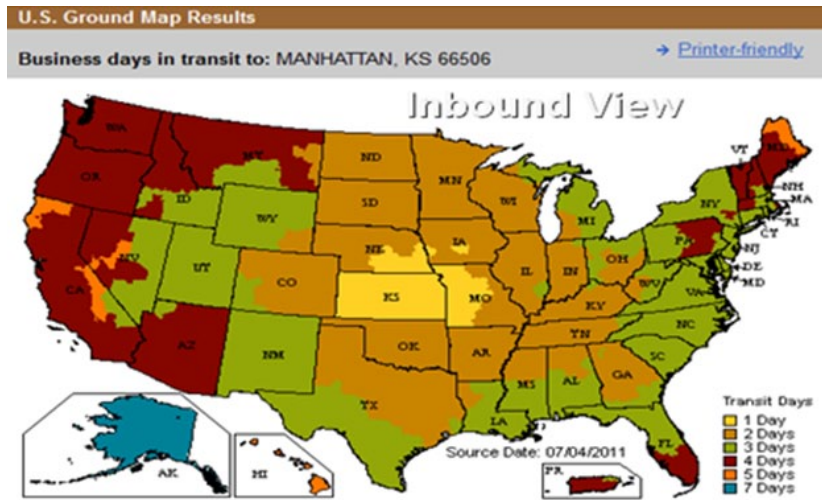 U.S. Ground Map Results
Business days in transit to: MANHATTAN, KS 66506
→ Printer-friendly
Inbound View
WA
MT
ND
MN
VT
ME
OR
ID
SD
WI
NY
NH
MA
WY
MI
RI
CT
NV
NE
IA
PA
NJ
UT
CO
IL
IN
OH
DE
CA
KS
MO
WV
VA
MD
KY
AZ
NM
OK
AR
TN
NC
SC
TX
MS
AL
GA
LA
FL
Transit Days
1 Day
2 Days
3 Days
4 Days
5 Days
7 Days
Source Date: 07/04/2011
AK
HI
PR